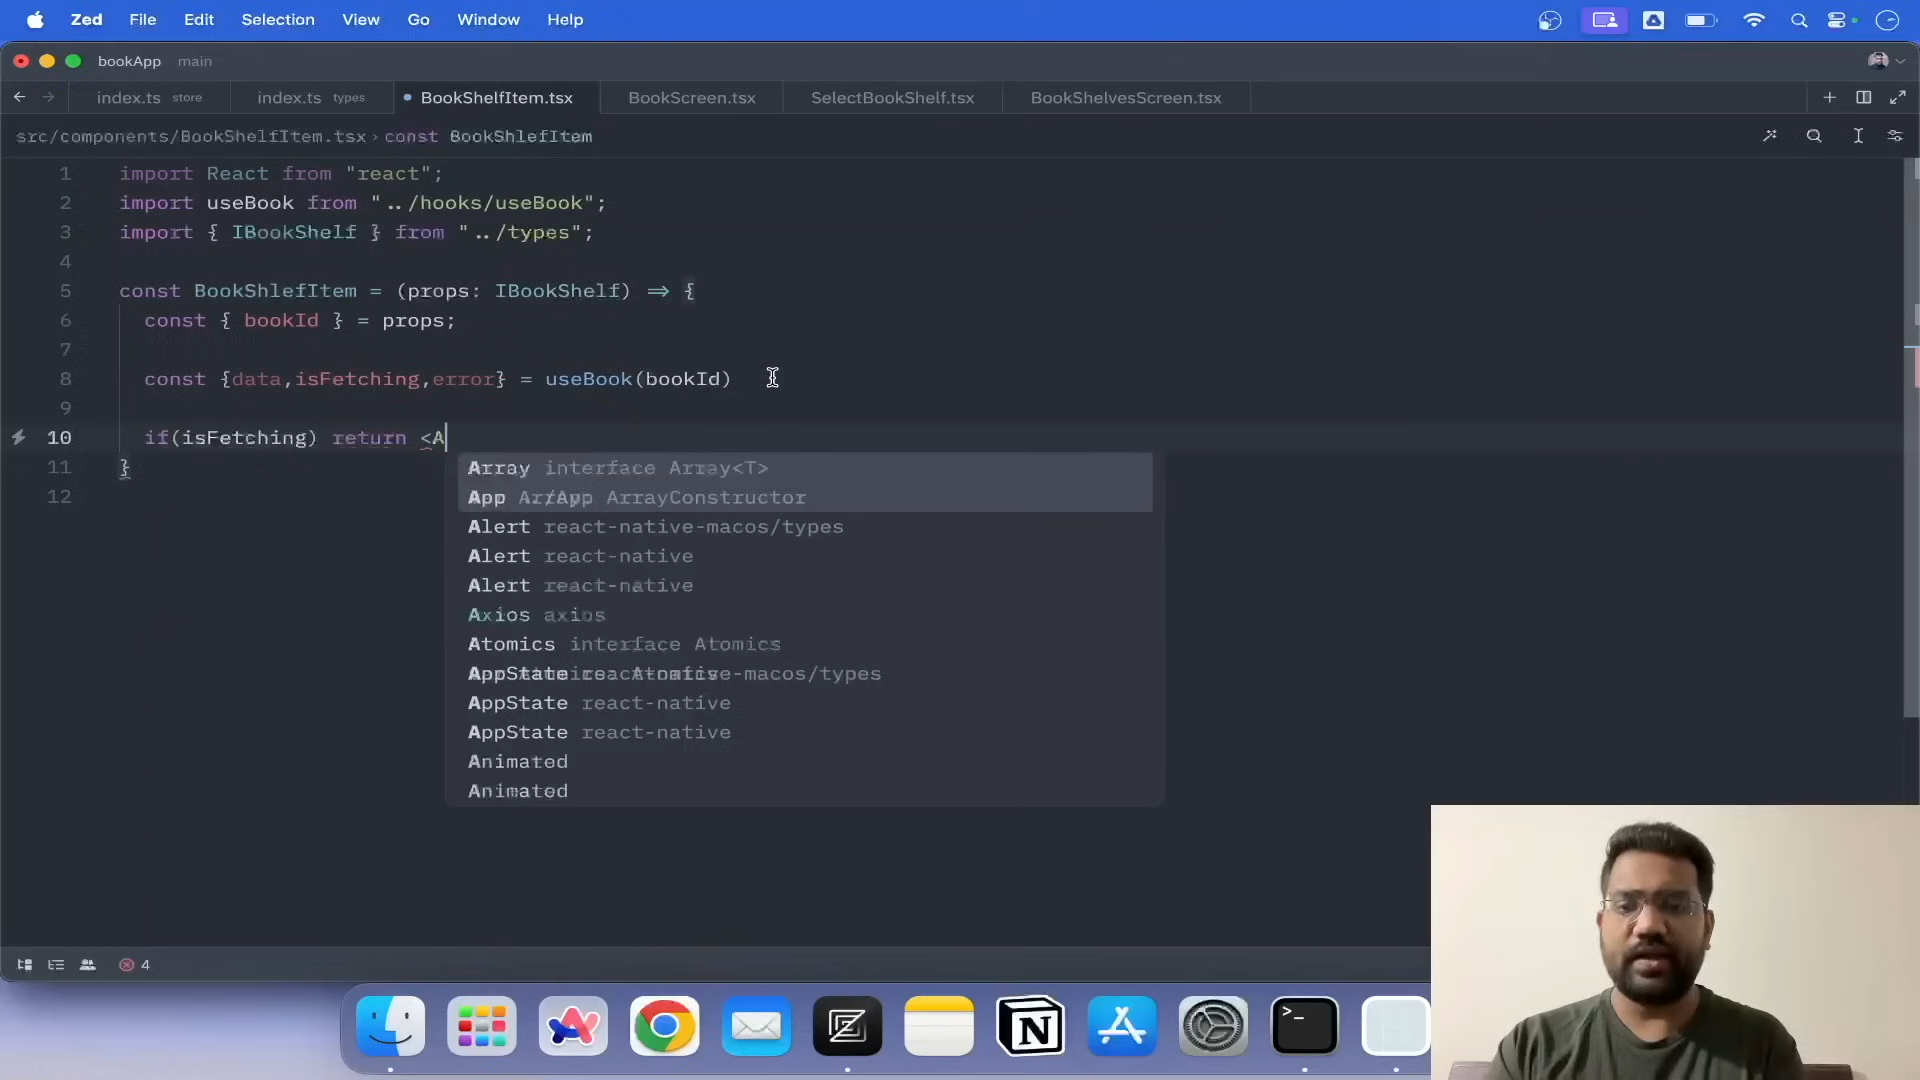 Zed File Edit Selection View Go Window Help
bookApp main
index.ts store index.ts types BookShelfItem.tsx BookScreen.tsx SelectBookShelf.tsx BookShelvesScreen.tsx
src/components/BookShelfItem.tsx › const BookShlefItem
1 import React from "react";
2 import useBook from "../hooks/useBook";
3 import { IBookShelf } from "../types";
4
5 const BookShlefItem = (props: IBookShelf) => {
6 const { bookId } = props;
7
8 const {data,isFetching,error} = useBook(bookId)
9
10 if(isFetching) return <A
11 }
12
Array interface Array<T>
App ArrayConstructor
Alert react-native-macos/types
Alert react-native
Alert react-native
Axios axios
Atomics interface Atomics
AppState react-native-macos/types
AppState react-native
AppState react-native
Animated
Animated
4